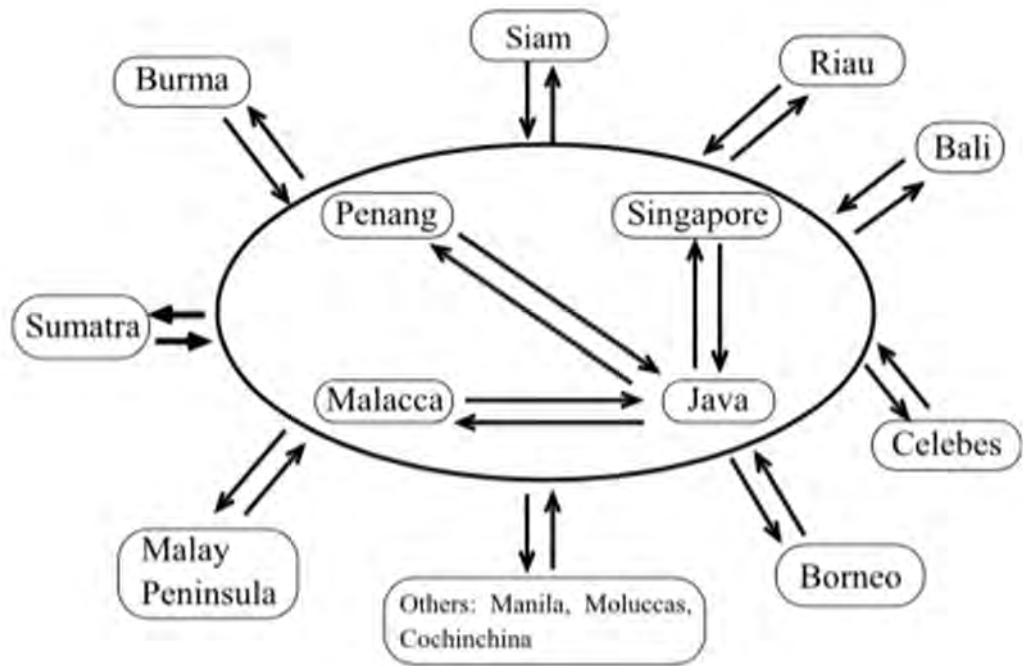 Siam
Burma
Riau
Bali
Penang
Singapore
Sumatra
Malacca
Java
Celebes
Malay
Peninsula
Borneo
Others: Manila, Moluccas,
Cochinchina